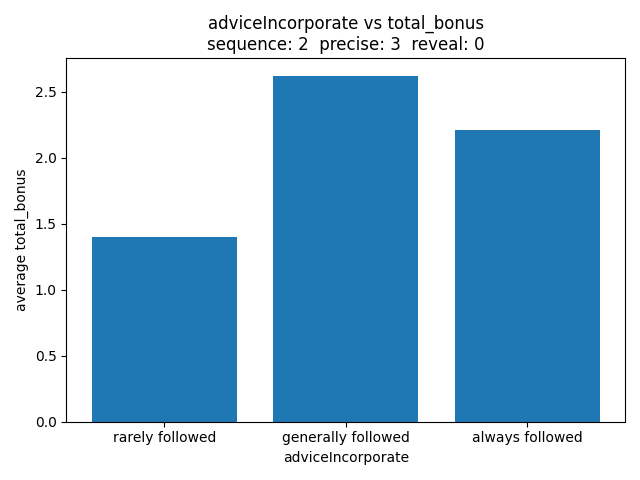 adviceIncorporate vs total_bonus
sequence: 2  precise: 3  reveal: 0
average total_bonus
2.5
2.0
1.5
1.0
0.5
0.0
rarely followed
generally followed
always followed
adviceIncorporate